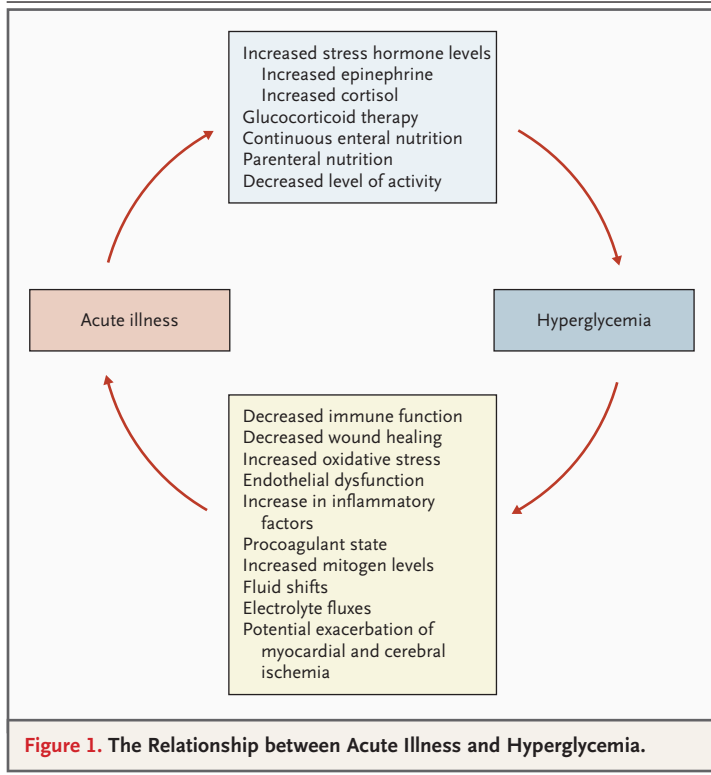 Increased stress hormone levels
Increased epinephrine
Increased cortisol
Glucocorticoid therapy
Continuous enteral nutrition
Parenteral nutrition
Decreased level of activity
Acute illness
Hyperglycemia
Decreased immune function
Decreased wound healing
Increased oxidative stress
Endothelial dysfunction
Increase in inflammatory
factors
Procoagulant state
Increased mitogen levels
Fluid shifts
Electrolyte fluxes
Potential exacerbation of
myocardial and cerebral
ischemia
Figure 1. The Relationship between Acute Illness and Hyperglycemia.